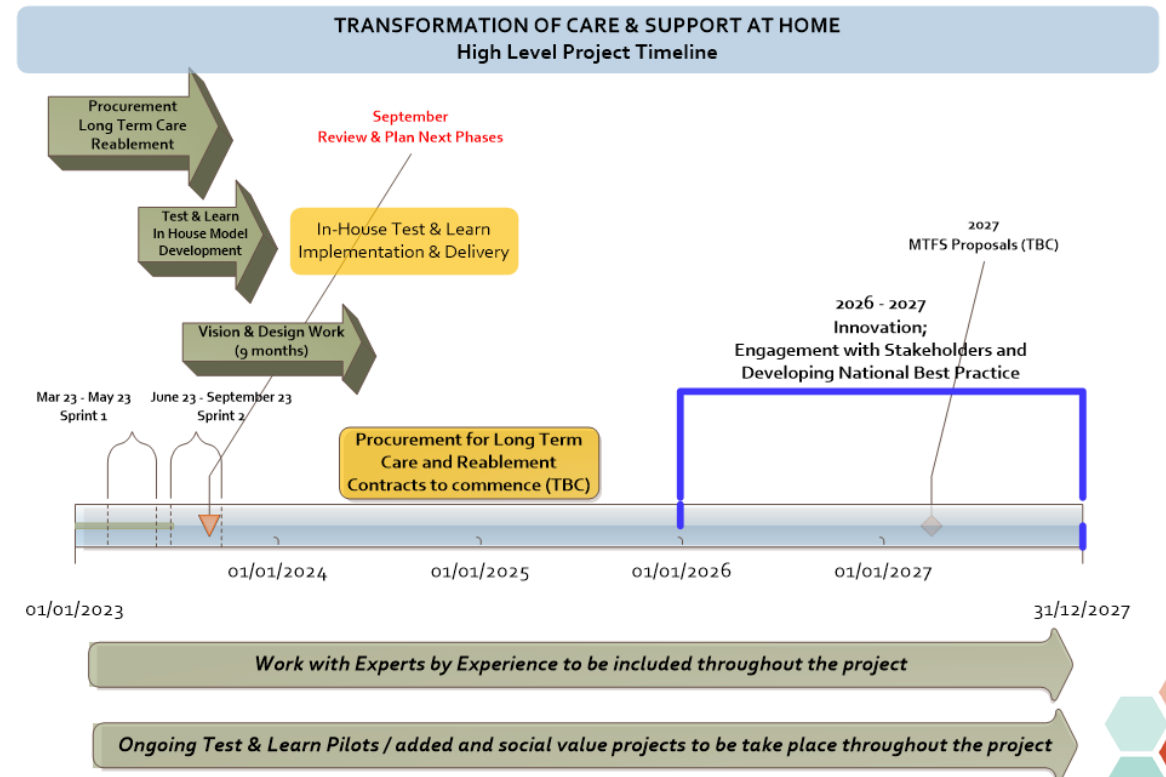 TRANSFORMATION OF CARE & SUPPORT AT HOME
High Level Project Timeline
Procurement
Long Term Care
Reablement
September
Review & Plan Next Phases
Test & Learn
In House Model
Development
In-House Test & Learn
Implementation & Delivery
2027
MTFS Proposals (TBC)
Vision & Design Work
(9 months)
2026 - 2027
Innovation;
Engagement with Stakeholders and
Developing National Best Practice
Mar 23 - May 23
Sprint 1
June 23 - September 23
Sprint 2
Procurement for Long Term
Care and Reablement
Contracts to commence (TBC)
01/01/2024
01/01/2025
01/01/2026
01/01/2027
01/01/2023
31/12/2027
Work with Experts by Experience to be included throughout the project
Ongoing Test & Learn Pilots / added and social value projects to be take place throughout the project